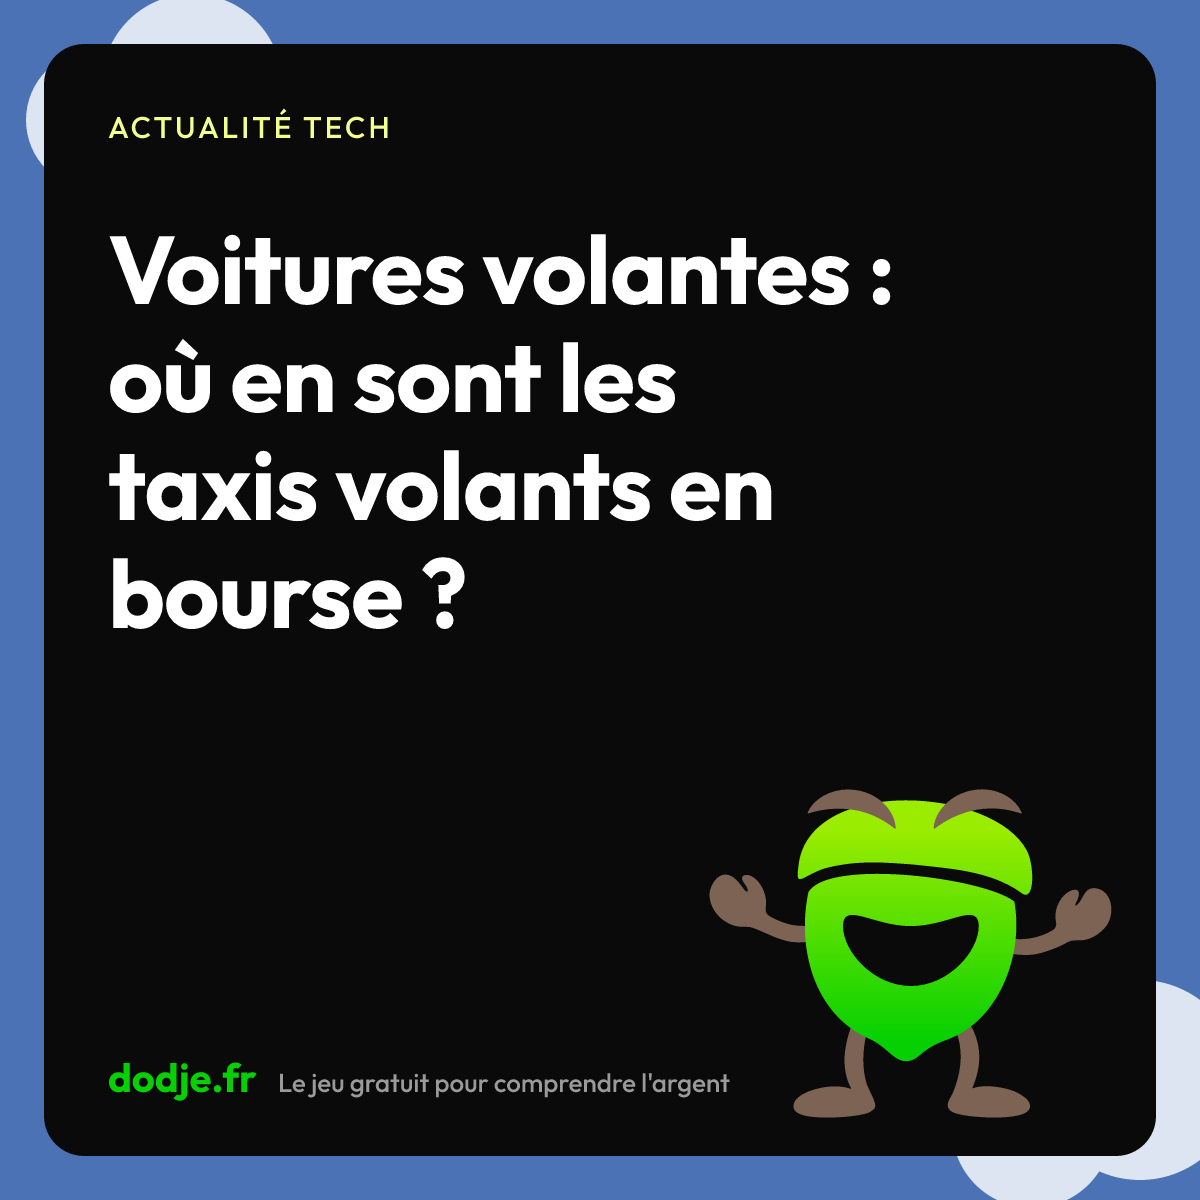 ACTUALITÉ TECH
Voitures volantes :
où en sont les
taxis volants en
bourse ?
dodje.fr Le jeu gratuit pour comprendre l'argent